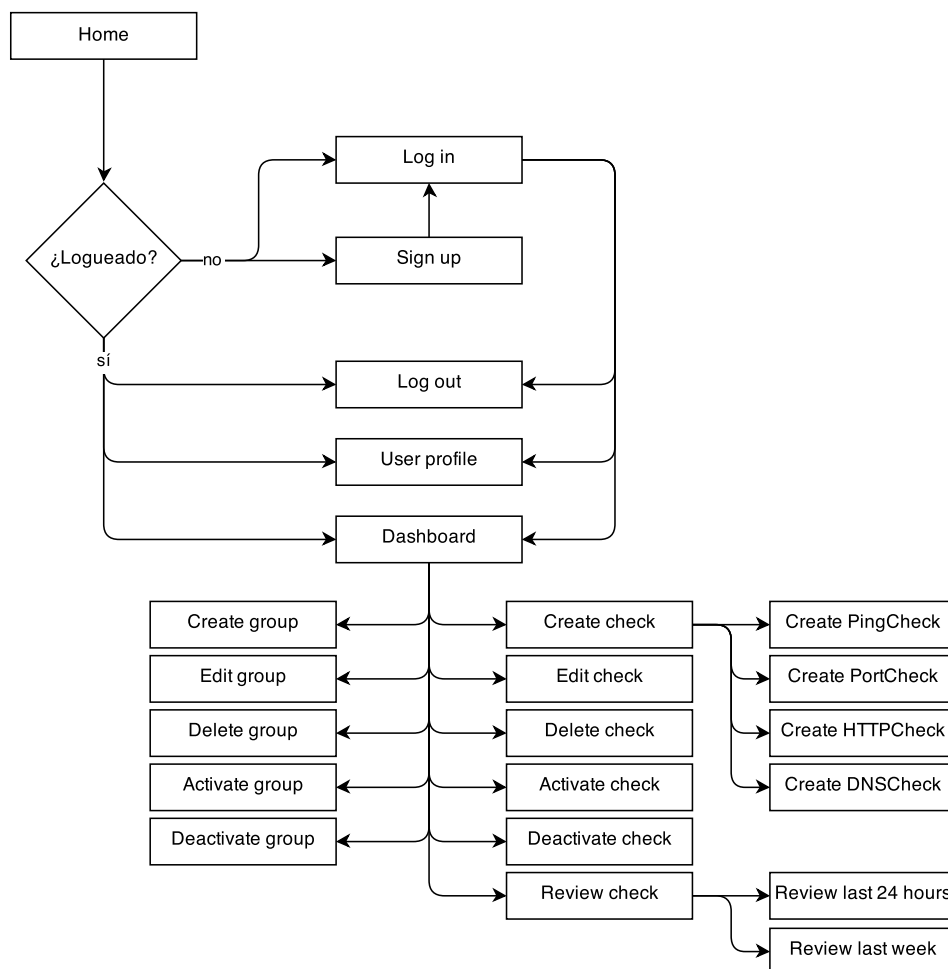 Home
Log in
¿Logueado?
no
Sign up
sí
Log out
User profile
Dashboard
Create group
Create check
Create PingCheck
Edit group
Edit check
Create PortCheck
Delete group
Delete check
Create HTTPCheck
Activate group
Activate check
Create DNSCheck
Deactivate group
Deactivate check
Review check
Review last 24 hours
Review last week